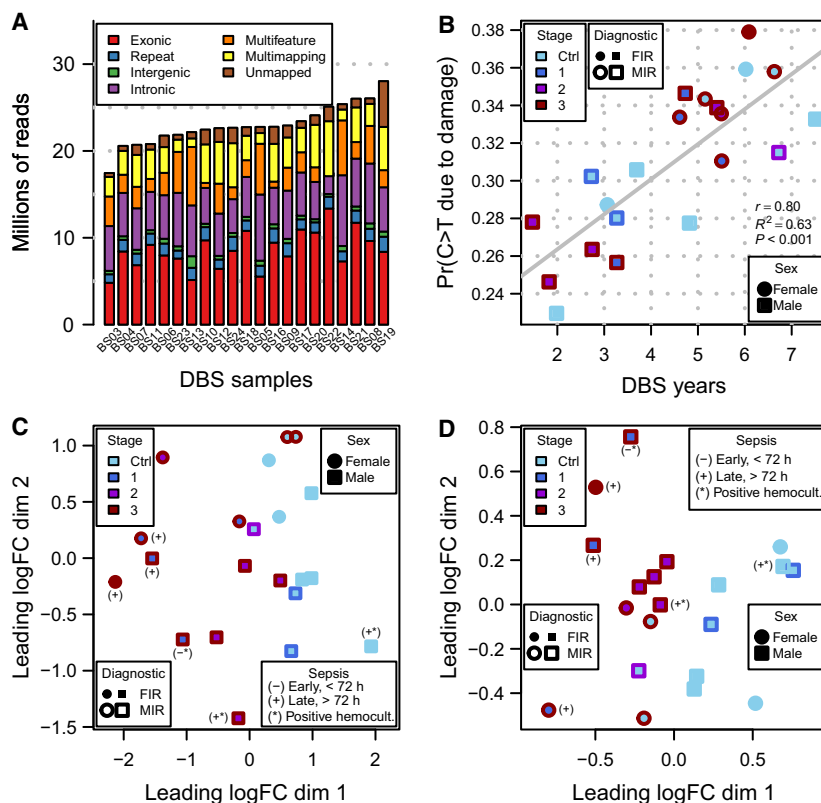 A
Exonic
Repeat
Intergenic
Intronic
Multifeature
Multimapping
Unmapped
Millions of reads
30
20
10
0
BS03 BS04 BS07 BS11 BS06 BS23 BS13 BS10 BS12 BS24 BS18 BS05 BS16 BS09 BS17 BS20 BS22 BS14 BS21 BS08 BS19
DBS samples
B
Stage
Ctrl
1
2
3
Diagnostic
FIR
MIR
Pr(C>T due to damage)
0.38
0.36
0.34
0.32
0.30
0.28
0.26
0.24
r = 0.80
R² = 0.63
P < 0.001
Sex
Female
Male
2 3 4 5 6 7
DBS years
C
Stage
Ctrl
1
2
3
Sex
Female
Male
Leading logFC dim 2
1.0
0.5
0.0
−0.5
−1.0
−1.5
(+)
(+)
(+)
(−*)
(+*)
(+*)
Diagnostic
FIR
MIR
Sepsis
(−) Early, < 72 h
(+) Late, > 72 h
(*) Positive hemocult.
−2 −1 0 1 2
Leading logFC dim 1
D
Stage
Ctrl
1
2
3
Sepsis
(−) Early, < 72 h
(+) Late, > 72 h
(*) Positive hemocult.
Leading logFC dim 2
0.8
0.6
0.4
0.2
0.0
−0.2
−0.4
(−*)
(+)
(+)
(+*)
(+*)
(+)
Diagnostic
FIR
MIR
Sex
Female
Male
−0.5 0.0 0.5
Leading logFC dim 1